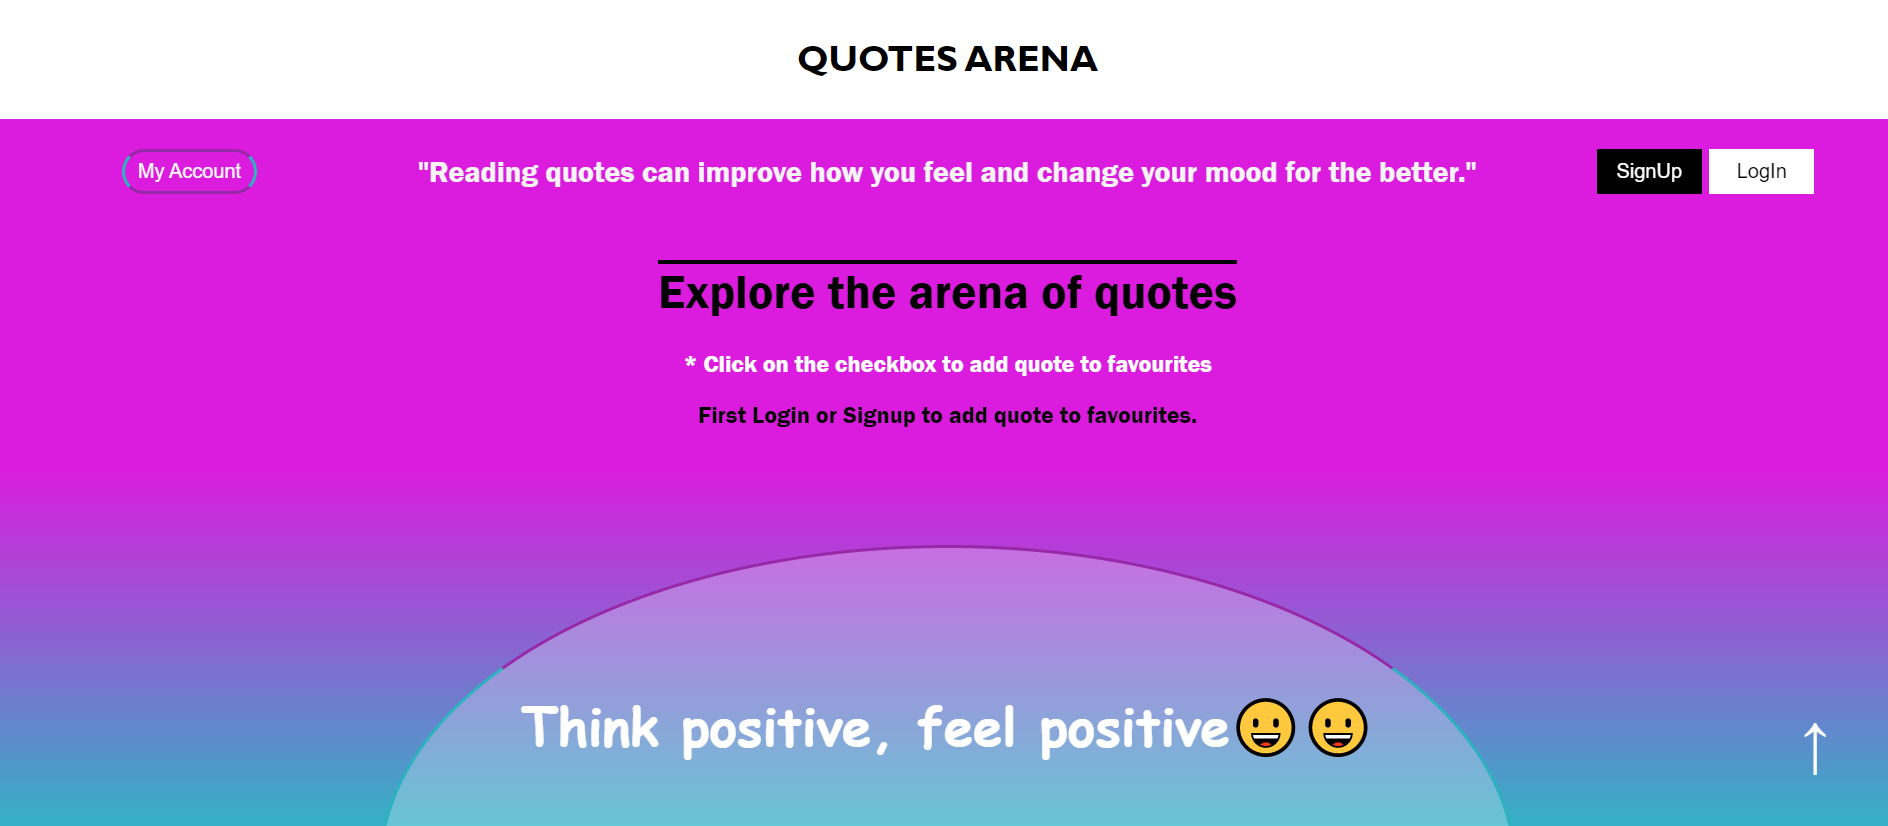 QUOTES ARENA
My Account
"Reading quotes can improve how you feel and change your mood for the better."
SignUp
LogIn
Explore the arena of quotes
* Click on the checkbox to add quote to favourites
First Login or Signup to add quote to favourites.
Think positive, feel positive😀😀
↑